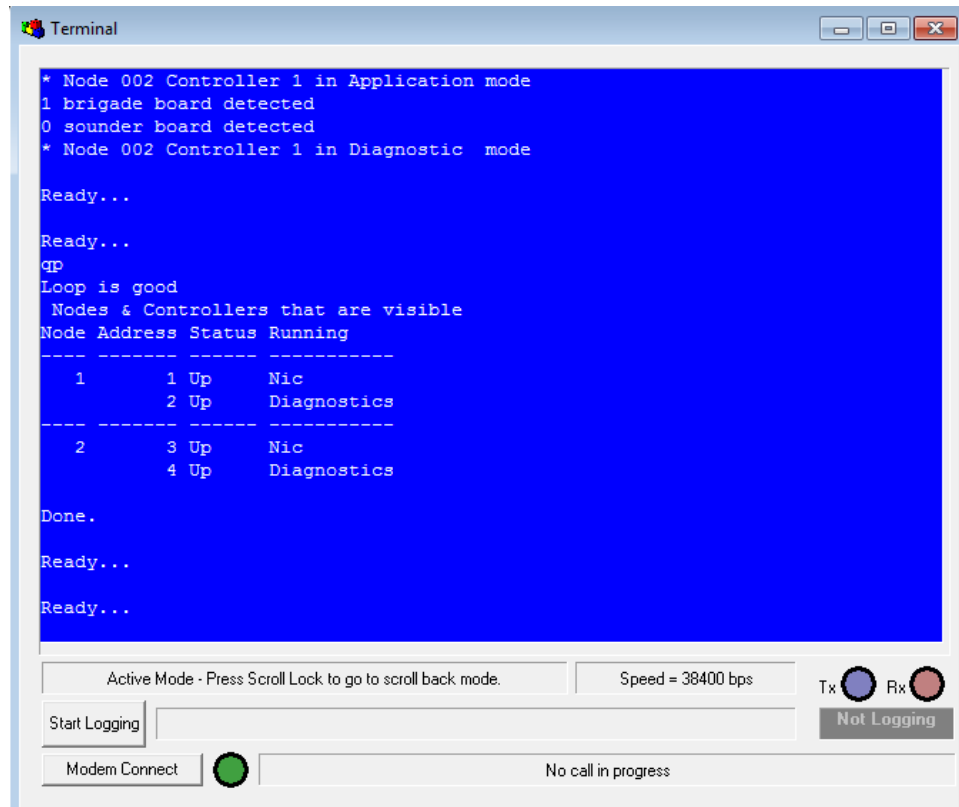 Terminal
* Node 002 Controller 1 in Application mode
1 brigade board detected
0 sounder board detected
* Node 002 Controller 1 in Diagnostic  mode
Ready...
Ready...
qp
Loop is good
 Nodes & Controllers that are visible
Node Address Status Running
---- ------- ------ -----------
   1       1 Up     Nic
           2 Up     Diagnostics
---- ------- ------ -----------
   2       3 Up     Nic
           4 Up     Diagnostics
Done.
Ready...
Ready...
Active Mode - Press Scroll Lock to go to scroll back mode. Speed = 38400 bps
Tx Rx
Start Logging Not Logging
Modem Connect No call in progress